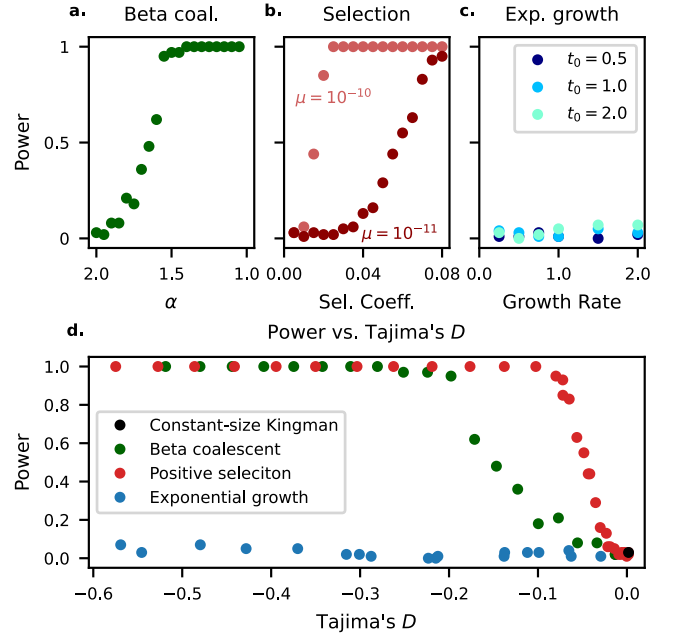 a. Beta coal.
b. Selection
c. Exp. growth
Power
1
0.5
0
2.0 1.5 1.0
α
μ = 10⁻¹⁰
μ = 10⁻¹¹
0.00 0.04 0.08
Sel. Coeff.
t₀ = 0.5
t₀ = 1.0
t₀ = 2.0
0.0 1.0 2.0
Growth Rate
d. Power vs. Tajima's D
Power
1.0
0.8
0.6
0.4
0.2
0.0
Constant-size Kingman
Beta coalescent
Positive seleciton
Exponential growth
−0.6 −0.5 −0.4 −0.3 −0.2 −0.1 0.0
Tajima's D